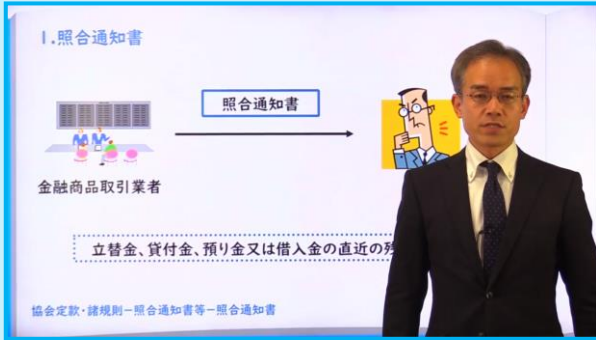 1.照合通知書
照合通知書
金融商品取引業者
立替金、貸付金、預り金又は借入金の直近の残
協会定款・諸規則－照合通知書等－照合通知書